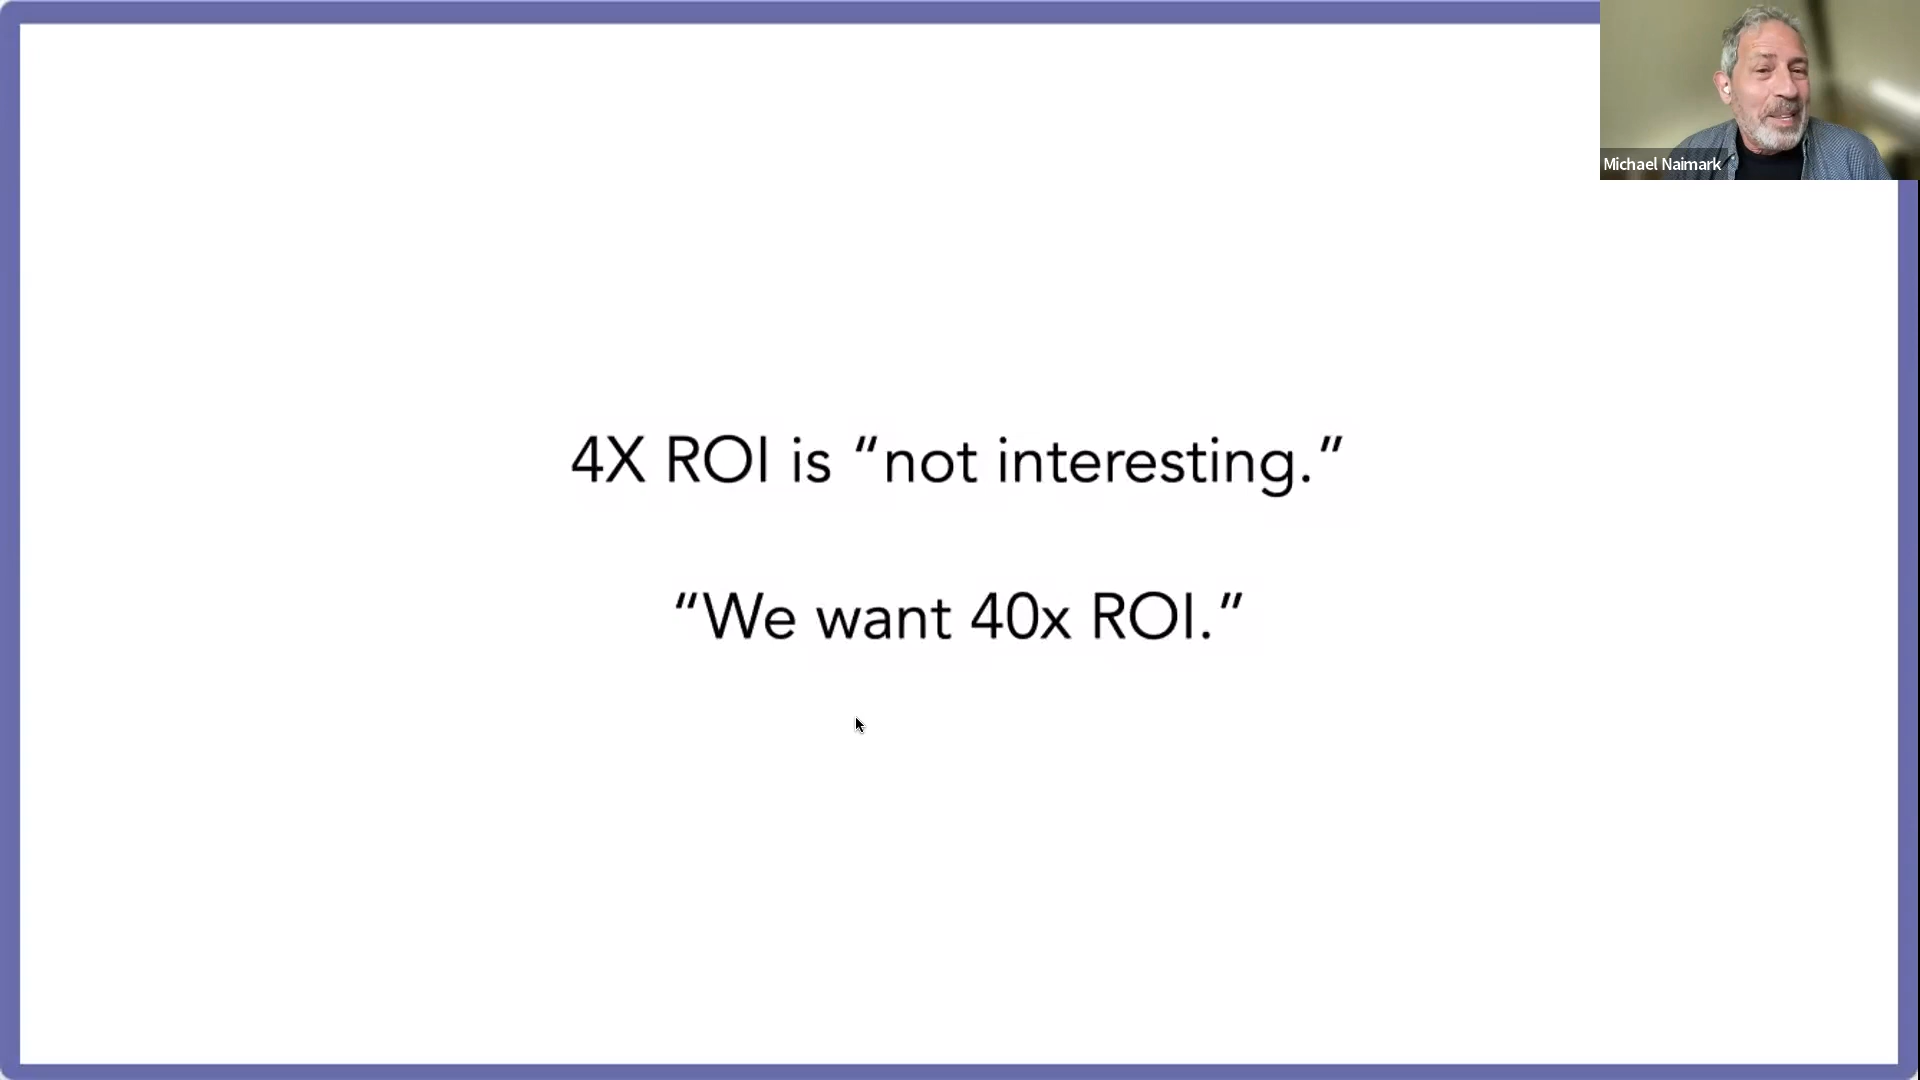 4X ROI is “not interesting.”
“We want 40x ROI.”
Michael Naimark